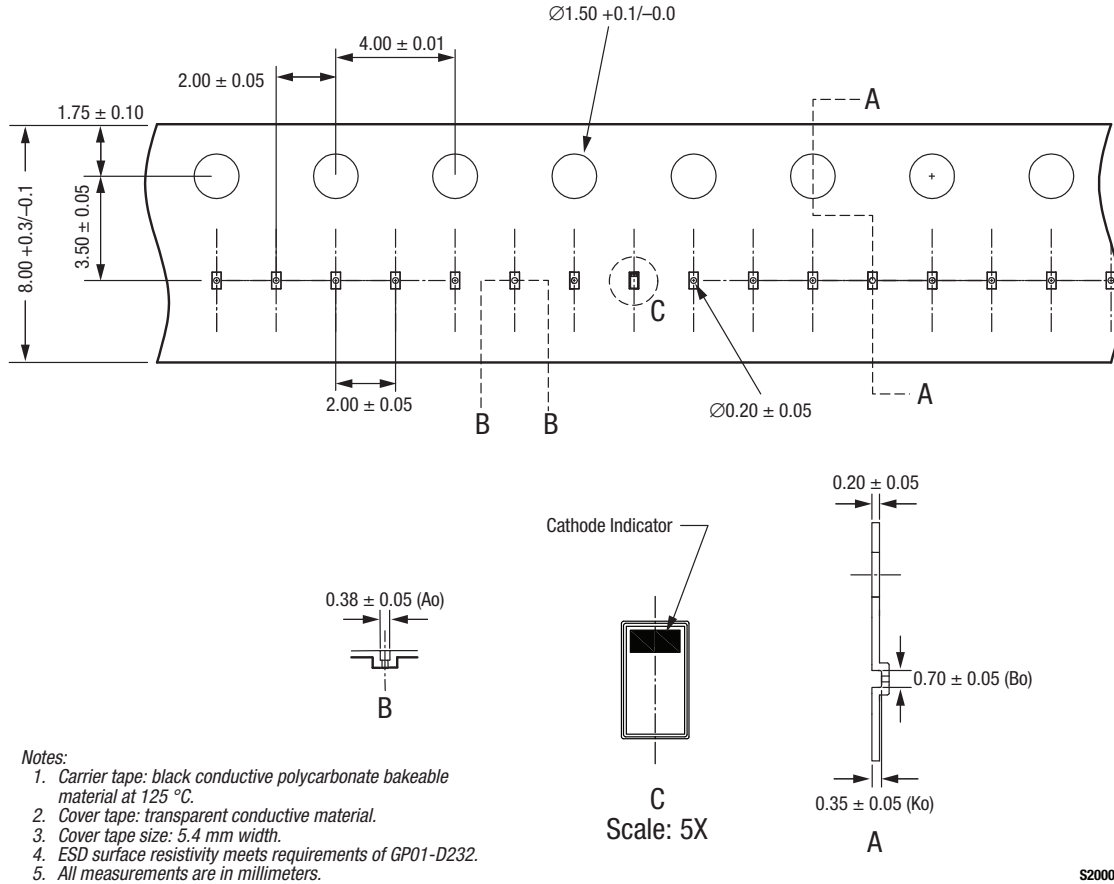 ∅1.50 +0.1/–0.0
4.00 ± 0.01
2.00 ± 0.05
1.75 ± 0.10
A
8.00 +0.3/–0.1
3.50 ± 0.05
C
2.00 ± 0.05
B
B
∅0.20 ± 0.05
A
0.20 ± 0.05
Cathode Indicator
0.38 ± 0.05 (Ao)
0.70 ± 0.05 (Bo)
B
0.35 ± 0.05 (Ko)
C
Scale: 5X
A
Notes:
1. Carrier tape: black conductive polycarbonate bakeable
material at 125 °C.
2. Cover tape: transparent conductive material.
3. Cover tape size: 5.4 mm width.
4. ESD surface resistivity meets requirements of GP01-D232.
5. All measurements are in millimeters.
S2000